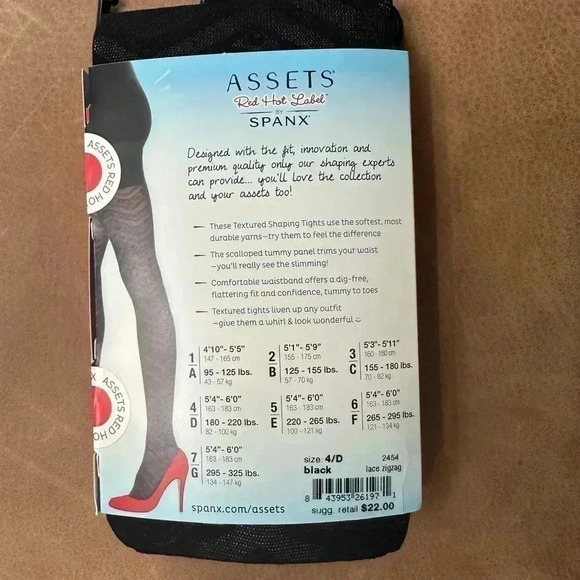 ASSETS®
Red Hot Label™
BY
SPANX®
Designed with the fit, innovation and
premium quality only our shaping experts
can provide... you'll love the collection
and your assets too!
— These Textured Shaping Tights use the softest, most
durable yarns—try them to feel the difference
— The scalloped tummy panel trims your waist
—you'll really see the slimming!
— Comfortable waistband offers a dig-free,
flattering fit and confidence, tummy to toes
— Textured tights liven up any outfit
—give them a whirl & look wonderful
1 A 4'10"- 5'5"
147 - 165 cm
95 - 125 lbs.
43 - 57 kg
2 B 5'1"- 5'9"
155 - 175 cm
125 - 155 lbs.
57 - 70 kg
3 C 5'3"- 5'11"
160 - 180 cm
155 - 180 lbs.
70 - 82 kg
4 D 5'4"- 6'0"
163 - 183 cm
180 - 220 lbs.
82 - 100 kg
5 E 5'4"- 6'0"
163 - 183 cm
220 - 265 lbs.
100 - 121 kg
6 F 5'4"- 6'0"
163 - 183 cm
265 - 295 lbs.
121 - 134 kg
7 G 5'4"- 6'0"
163 - 183 cm
295 - 325 lbs.
134 - 147 kg
size: 4/D
black
2454
lace zigzag
8 43953 26197 1
sugg. retail $22.00
spanx.com/assets
ASSETS RED HO
X ASSETS RED HO